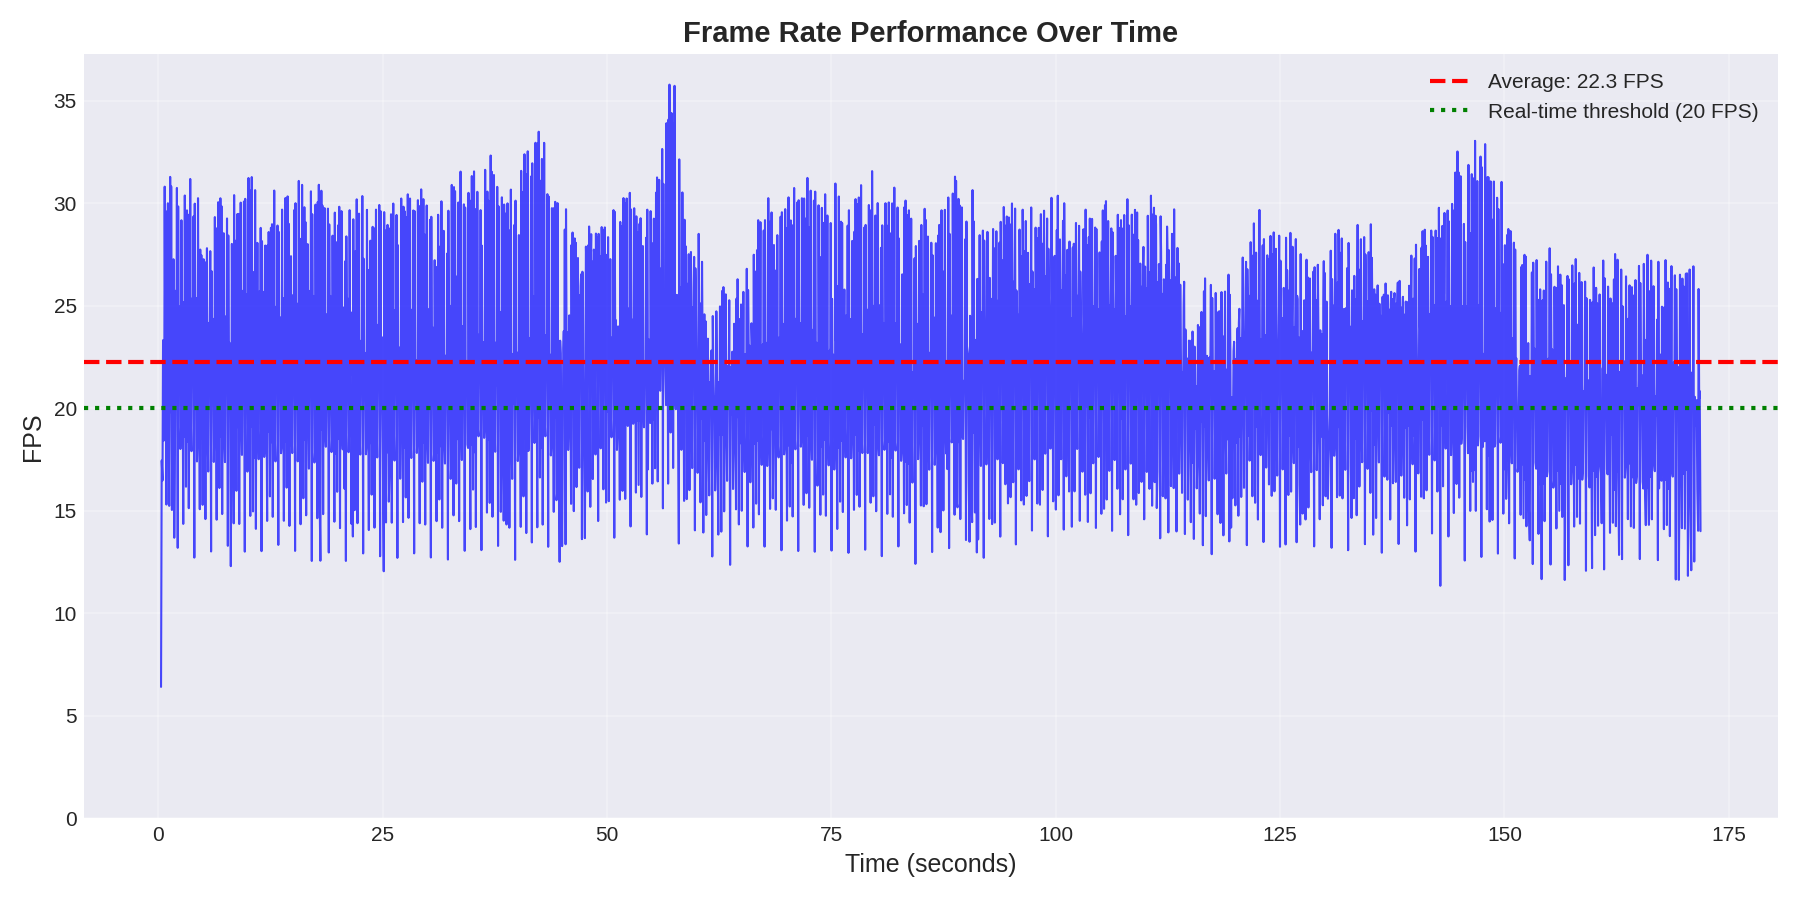 Frame Rate Performance Over Time
Average: 22.3 FPS
Real-time threshold (20 FPS)
35
30
25
20
15
10
5
0
FPS
0 25 50 75 100 125 150 175
Time (seconds)